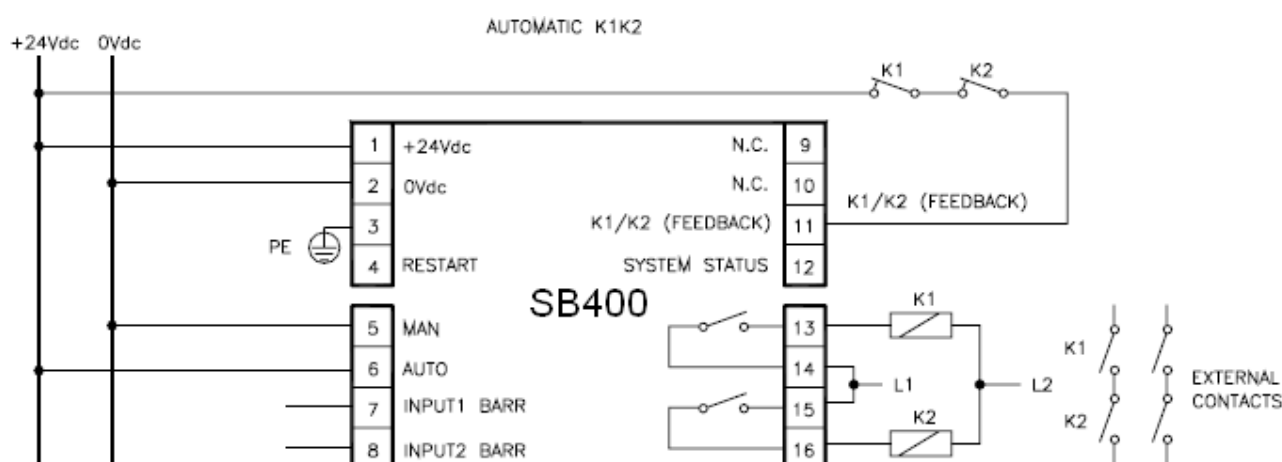 AUTOMATIC K1K2
+24Vdc 0Vdc
K1 K2
1 +24Vdc N.C. 9
2 0Vdc N.C. 10
K1/K2 (FEEDBACK)
3 K1/K2 (FEEDBACK) 11
PE
4 RESTART SYSTEM STATUS 12
SB400
K1
5 MAN 13
K1
6 AUTO 14
L1 L2
EXTERNAL
CONTACTS
7 INPUT1 BARR 15
K2
K2
8 INPUT2 BARR 16